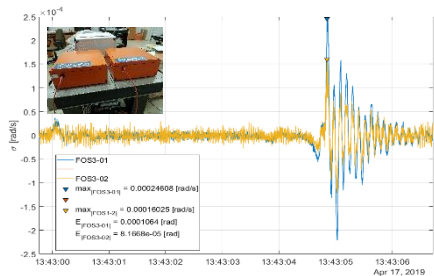 ×10⁻⁴
2.5
2
1.5
1
0.5
0
-0.5
-1
-1.5
-2
-2.5
σ̇ [rad/s]
FOS3-01
FOS3-02
max[FOS3-01] = 0.00024608 [rad/s]
max[FOS1-2] = 0.00016025 [rad/s]
E[FOS3-01] = 0.0001064 [rad]
E[FOS3-02] = 8.1668e-05 [rad]
13:43:00 13:43:01 13:43:02 13:43:03 13:43:04 13:43:05 13:43:06
Apr 17, 2019